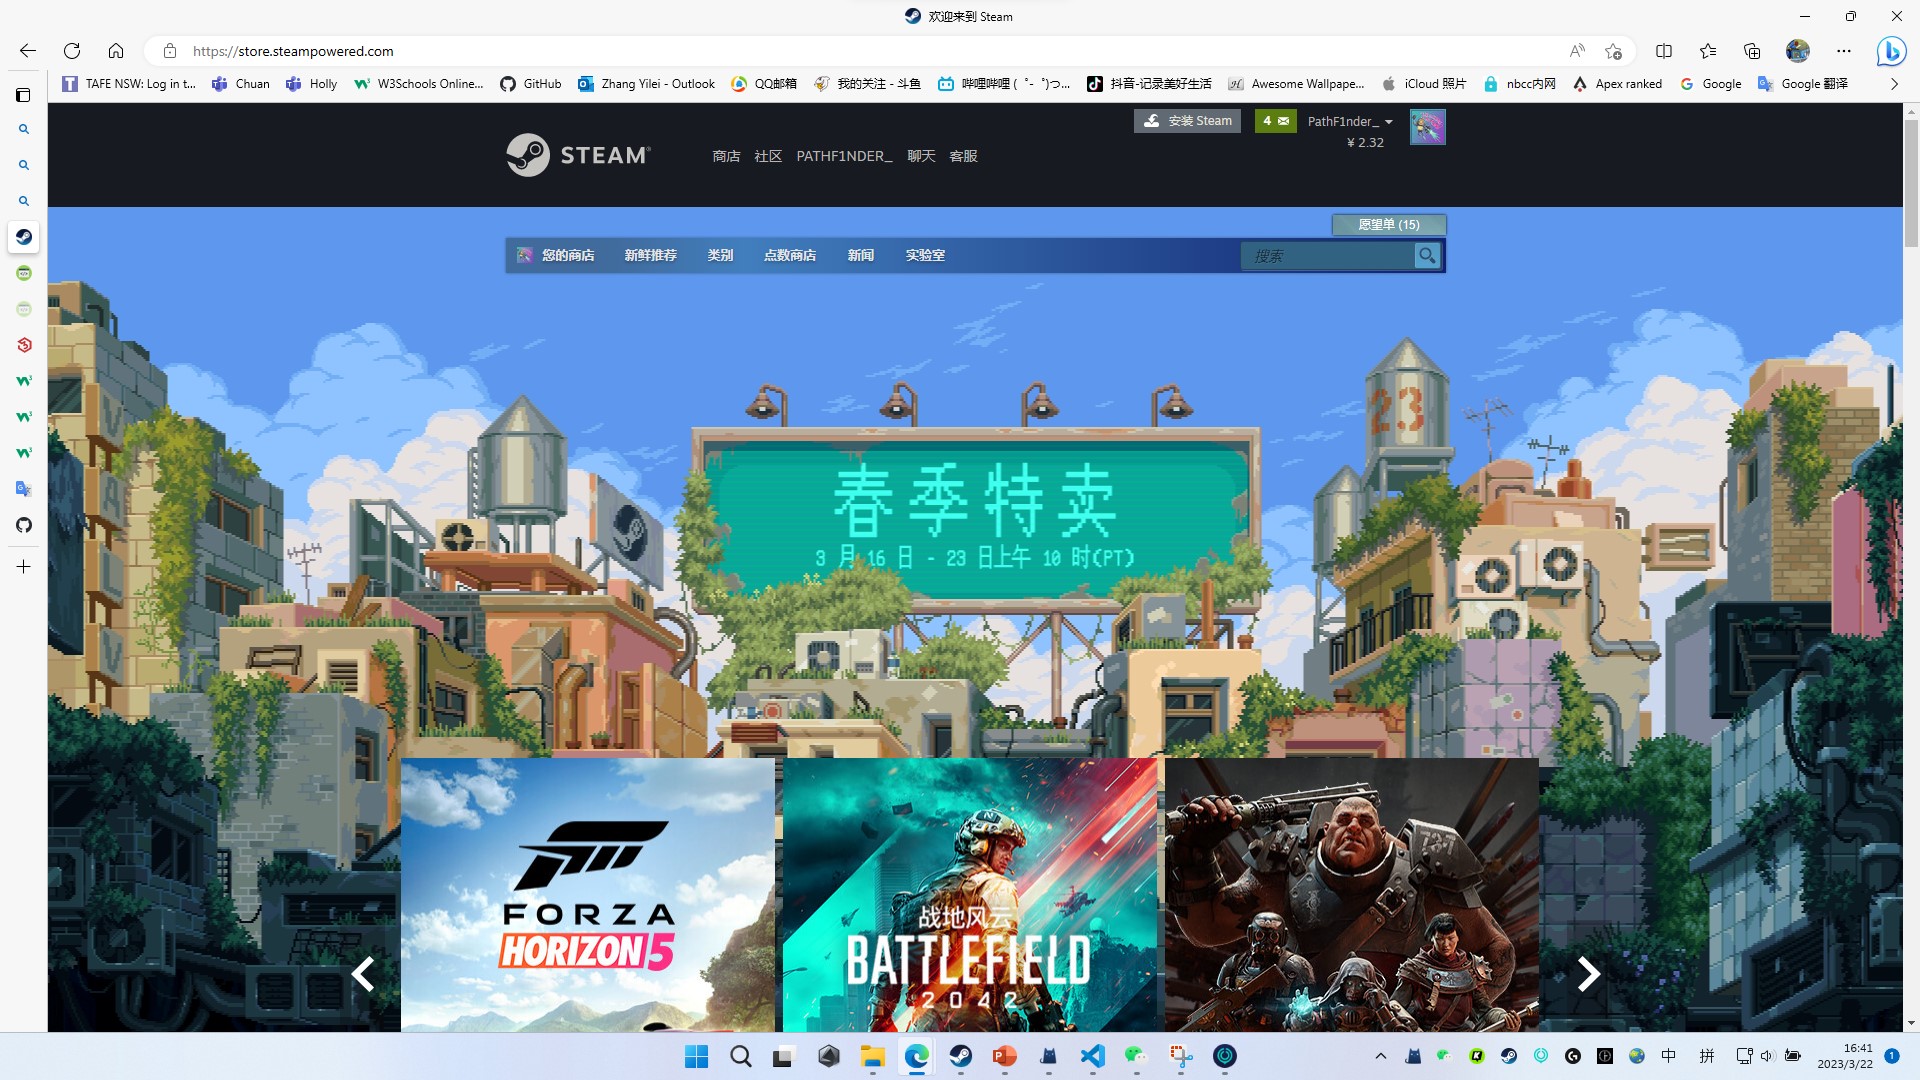 欢迎来到 Steam
https://store.steampowered.com
TAFE NSW: Log in t...
Chuan
Holly
W3Schools Online...
GitHub
Zhang Yilei - Outlook
QQ邮箱
我的关注 - 斗鱼
哔哩哔哩 (゜-゜)つ...
抖音-记录美好生活
Awesome Wallpape...
iCloud 照片
nbcc内网
Apex ranked
Google
Google 翻译
安装 Steam
4
PathF1nder_
¥ 2.32
STEAM®
商店
社区
PATHF1NDER_
聊天
客服
愿望单 (15)
您的商店
新鲜推荐
类别
点数商店
新闻
实验室
搜索
23
春季特卖
3 月 16 日 - 23 日上午 10 时(PT)
FORZA
HORIZON 5
战地风云
BATTLEFIELD
2042
中
拼
16:41
2023/3/22
1